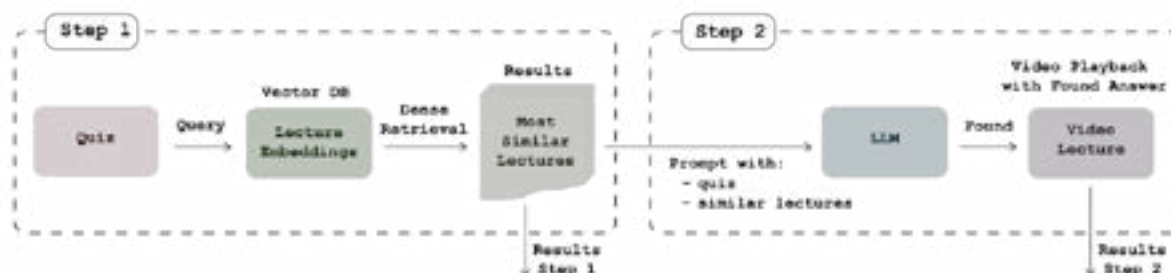 Step 1
Quiz
Query
Vector DB
Lecture
Embeddings
Dense
Retrieval
Results
Most
Similar
Lectures
Results
Step 1
Step 2
Prompt with:
- quiz
- similar lectures
LLM
Found
Video Playback
with Found Answer
Video
Lecture
Results
Step 2